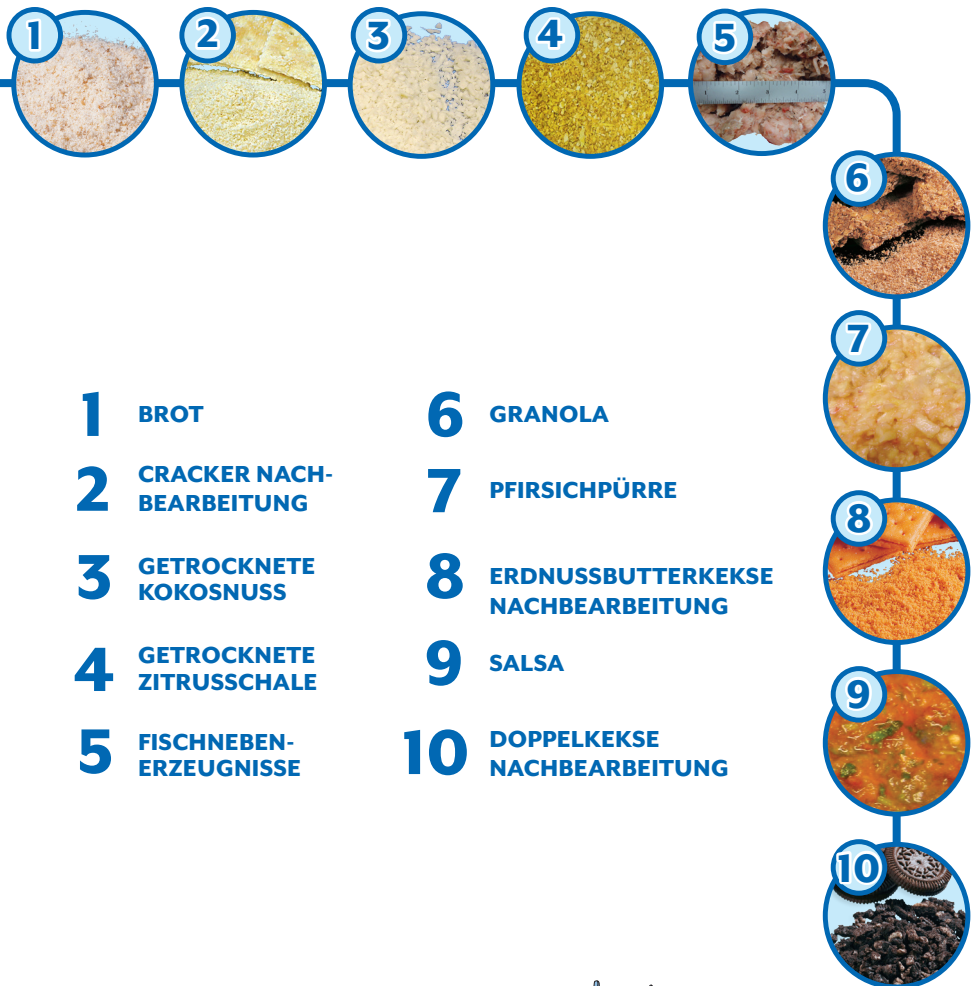 1
2
3
4
5
6
7
8
9
10
1 BROT
2 CRACKER NACH-
BEARBEITUNG
3 GETROCKNETE
KOKOSNUSS
4 GETROCKNETE
ZITRUSSCHALE
5 FISCHNEBEN-
ERZEUGNISSE
6 GRANOLA
7 PFIRSICHPÜRRE
8 ERDNUSSBUTTERKEKSE
NACHBEARBEITUNG
9 SALSA
10 DOPPELKEKSE
NACHBEARBEITUNG